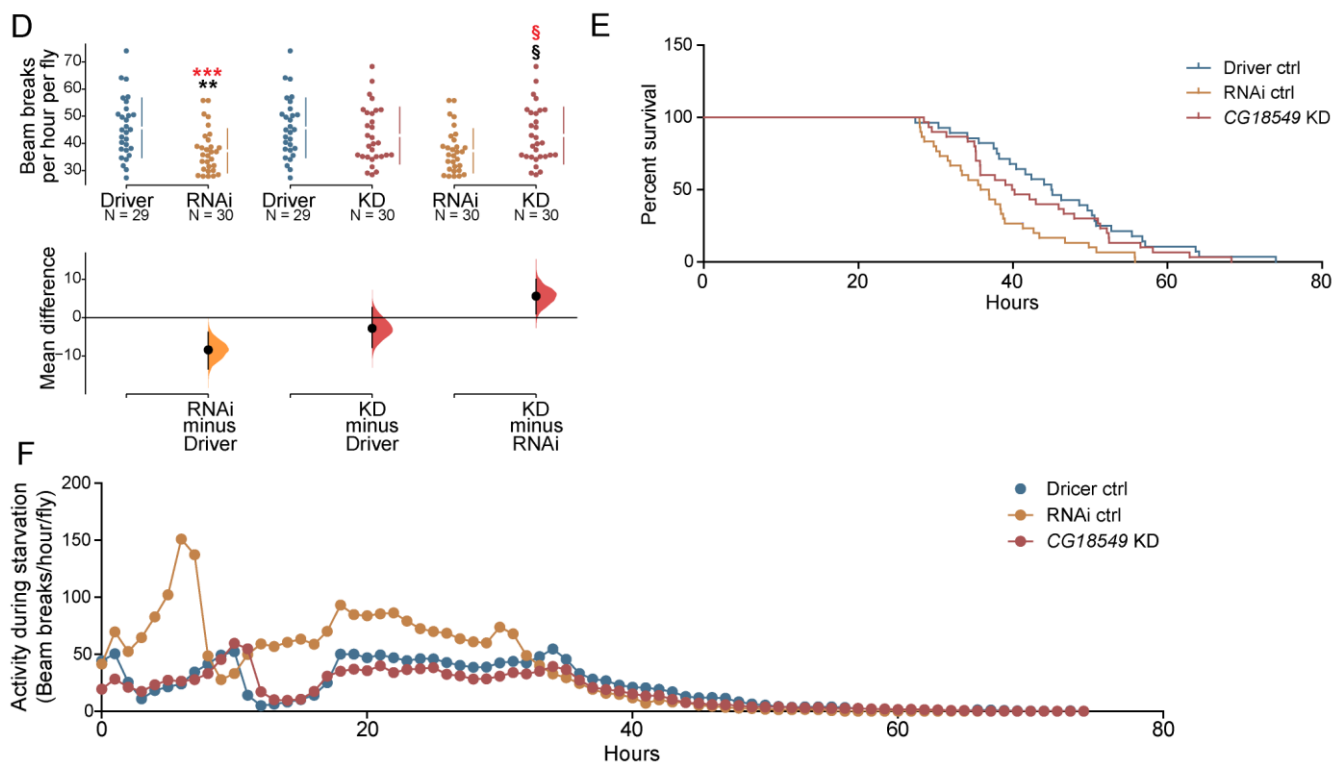 D
Beam breaks
per hour per fly
70
60
50
40
30
***
**
§
§
Driver
N = 29
RNAi
N = 30
Driver
N = 29
KD
N = 30
RNAi
N = 30
KD
N = 30
Mean difference
10
0
−10
RNAi
minus
Driver
KD
minus
Driver
KD
minus
RNAi
E
Percent survival
150
100
50
0
0 20 40 60 80
Hours
Driver ctrl
RNAi ctrl
CG18549 KD
F
Activity during starvation
(Beam breaks/hour/fly)
200
150
100
50
0
0 20 40 60 80
Hours
Dricer ctrl
RNAi ctrl
CG18549 KD